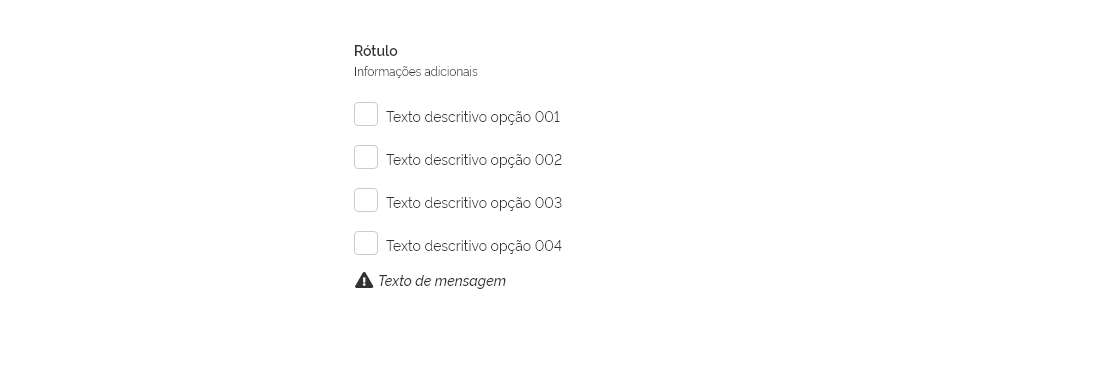 Rótulo
Informações adicionais
Texto descritivo opção 001
Texto descritivo opção 002
Texto descritivo opção 003
Texto descritivo opção 004
Texto de mensagem